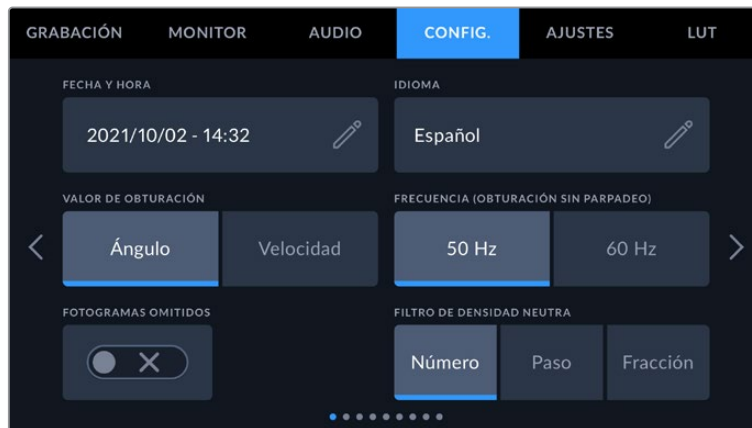 GRABACIÓN MONITOR AUDIO CONFIG. AJUSTES LUT
FECHA Y HORA IDIOMA
2021/10/02 - 14:32 Español
VALOR DE OBTURACIÓN FRECUENCIA (OBTURACIÓN SIN PARPADEO)
Ángulo Velocidad 50 Hz 60 Hz
FOTOGRAMAS OMITIDOS FILTRO DE DENSIDAD NEUTRA
Número Paso Fracción